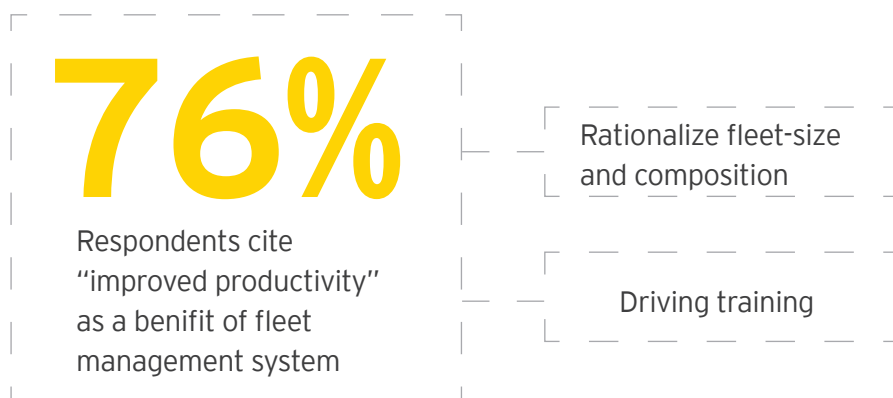 76%
Respondents cite
“improved productivity”
as a benifit of fleet
management system
Rationalize fleet-size
and composition
Driving training